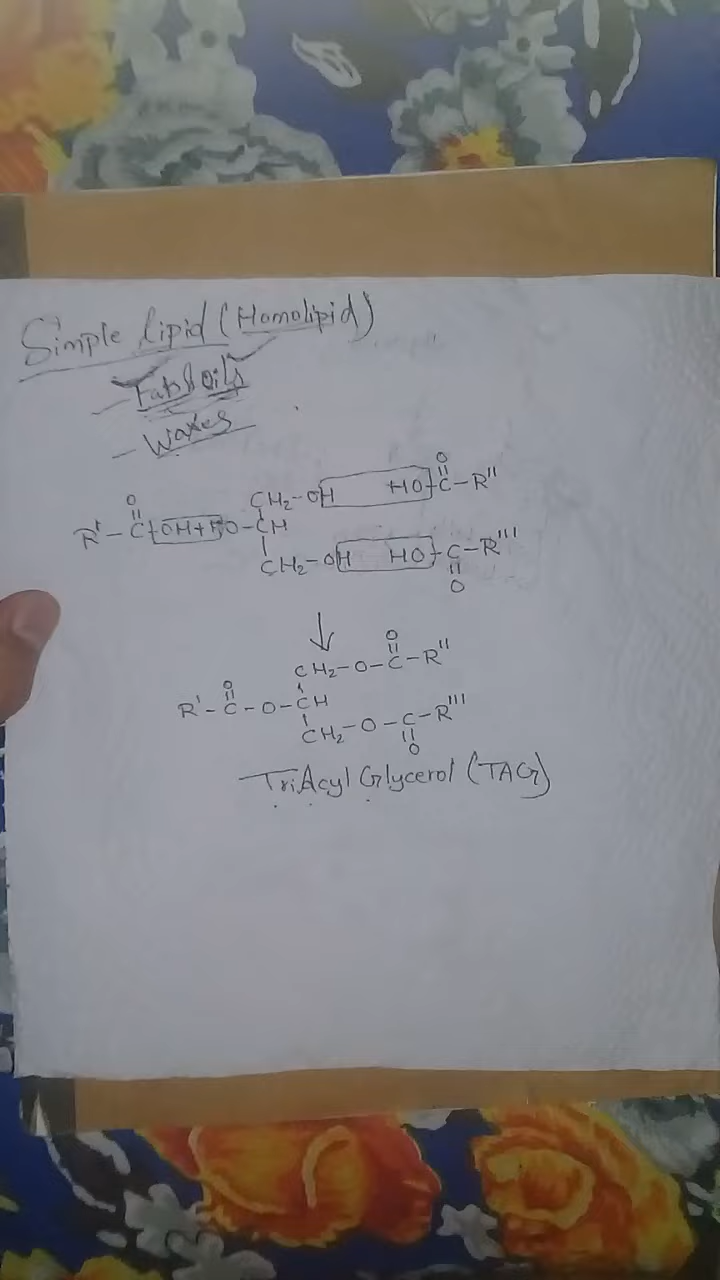 Simple lipid (Homolipid)
- Fats & Oils
- Waxes
O
CH₂-OH HO-C-R''
O
R'-C-OH+HO-CH
CH₂-OH HO-C-R'''
O
↓
O
CH₂-O-C-R''
O
R'-C-O-CH
CH₂-O-C-R'''
O
TriAcyl Glycerol (TAG)